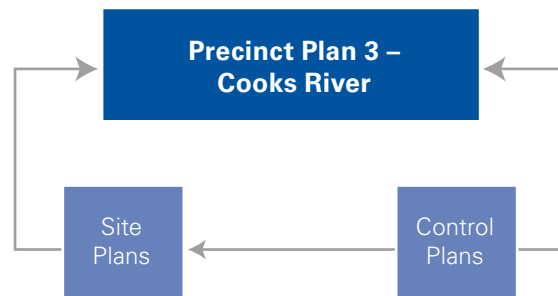 Precinct Plan 3 –
Cooks River
Site
Plans
Control
Plans